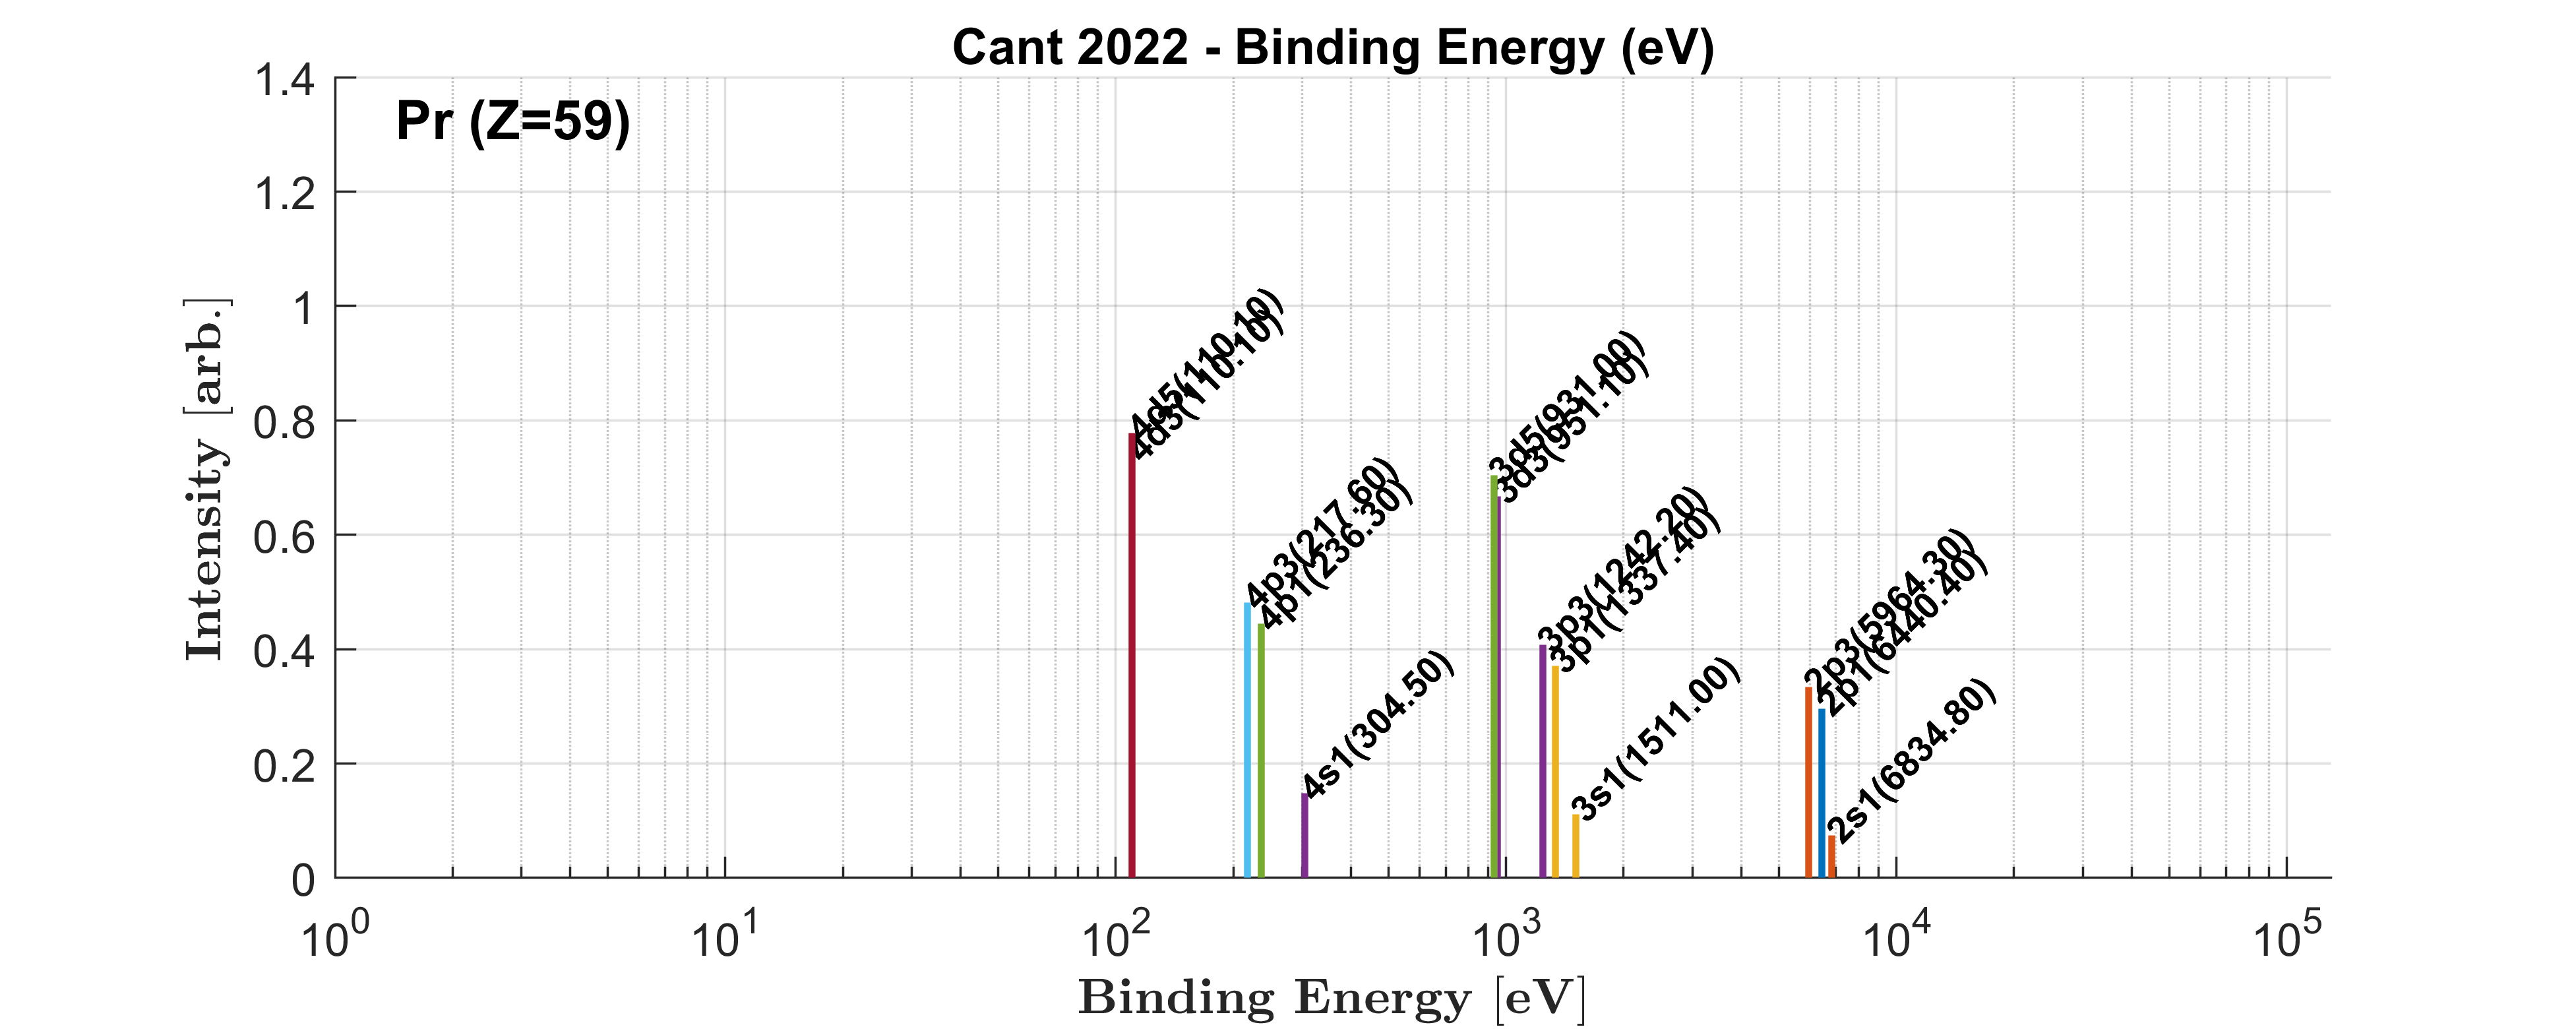 Cant 2022 - Binding Energy (eV)
Pr (Z=59)
Intensity [arb.]
1.4
1.2
1
0.8
0.6
0.4
0.2
0
4d5(110.10)
4d3(110.10)
4p3(217.60)
4p1(236.30)
4s1(304.50)
3d5(931.00)
3d3(951.10)
3p3(1242.20)
3p1(1337.40)
3s1(1511.00)
2p3(5964.30)
2p1(6440.40)
2s1(6834.80)
10^0 10^1 10^2 10^3 10^4 10^5
Binding Energy [eV]